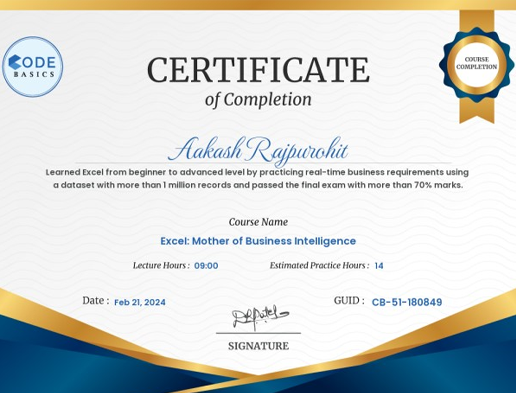 CODE
BASICS
COURSE
COMPLETION
CERTIFICATE
of Completion
Aakash Rajpurohit
Learned Excel from beginner to advanced level by practicing real-time business requirements using
a dataset with more than 1 million records and passed the final exam with more than 70% marks.
Course Name
Excel: Mother of Business Intelligence
Lecture Hours : 09:00 Estimated Practice Hours : 14
Date : Feb 21, 2024 GUID : CB-51-180849
SIGNATURE